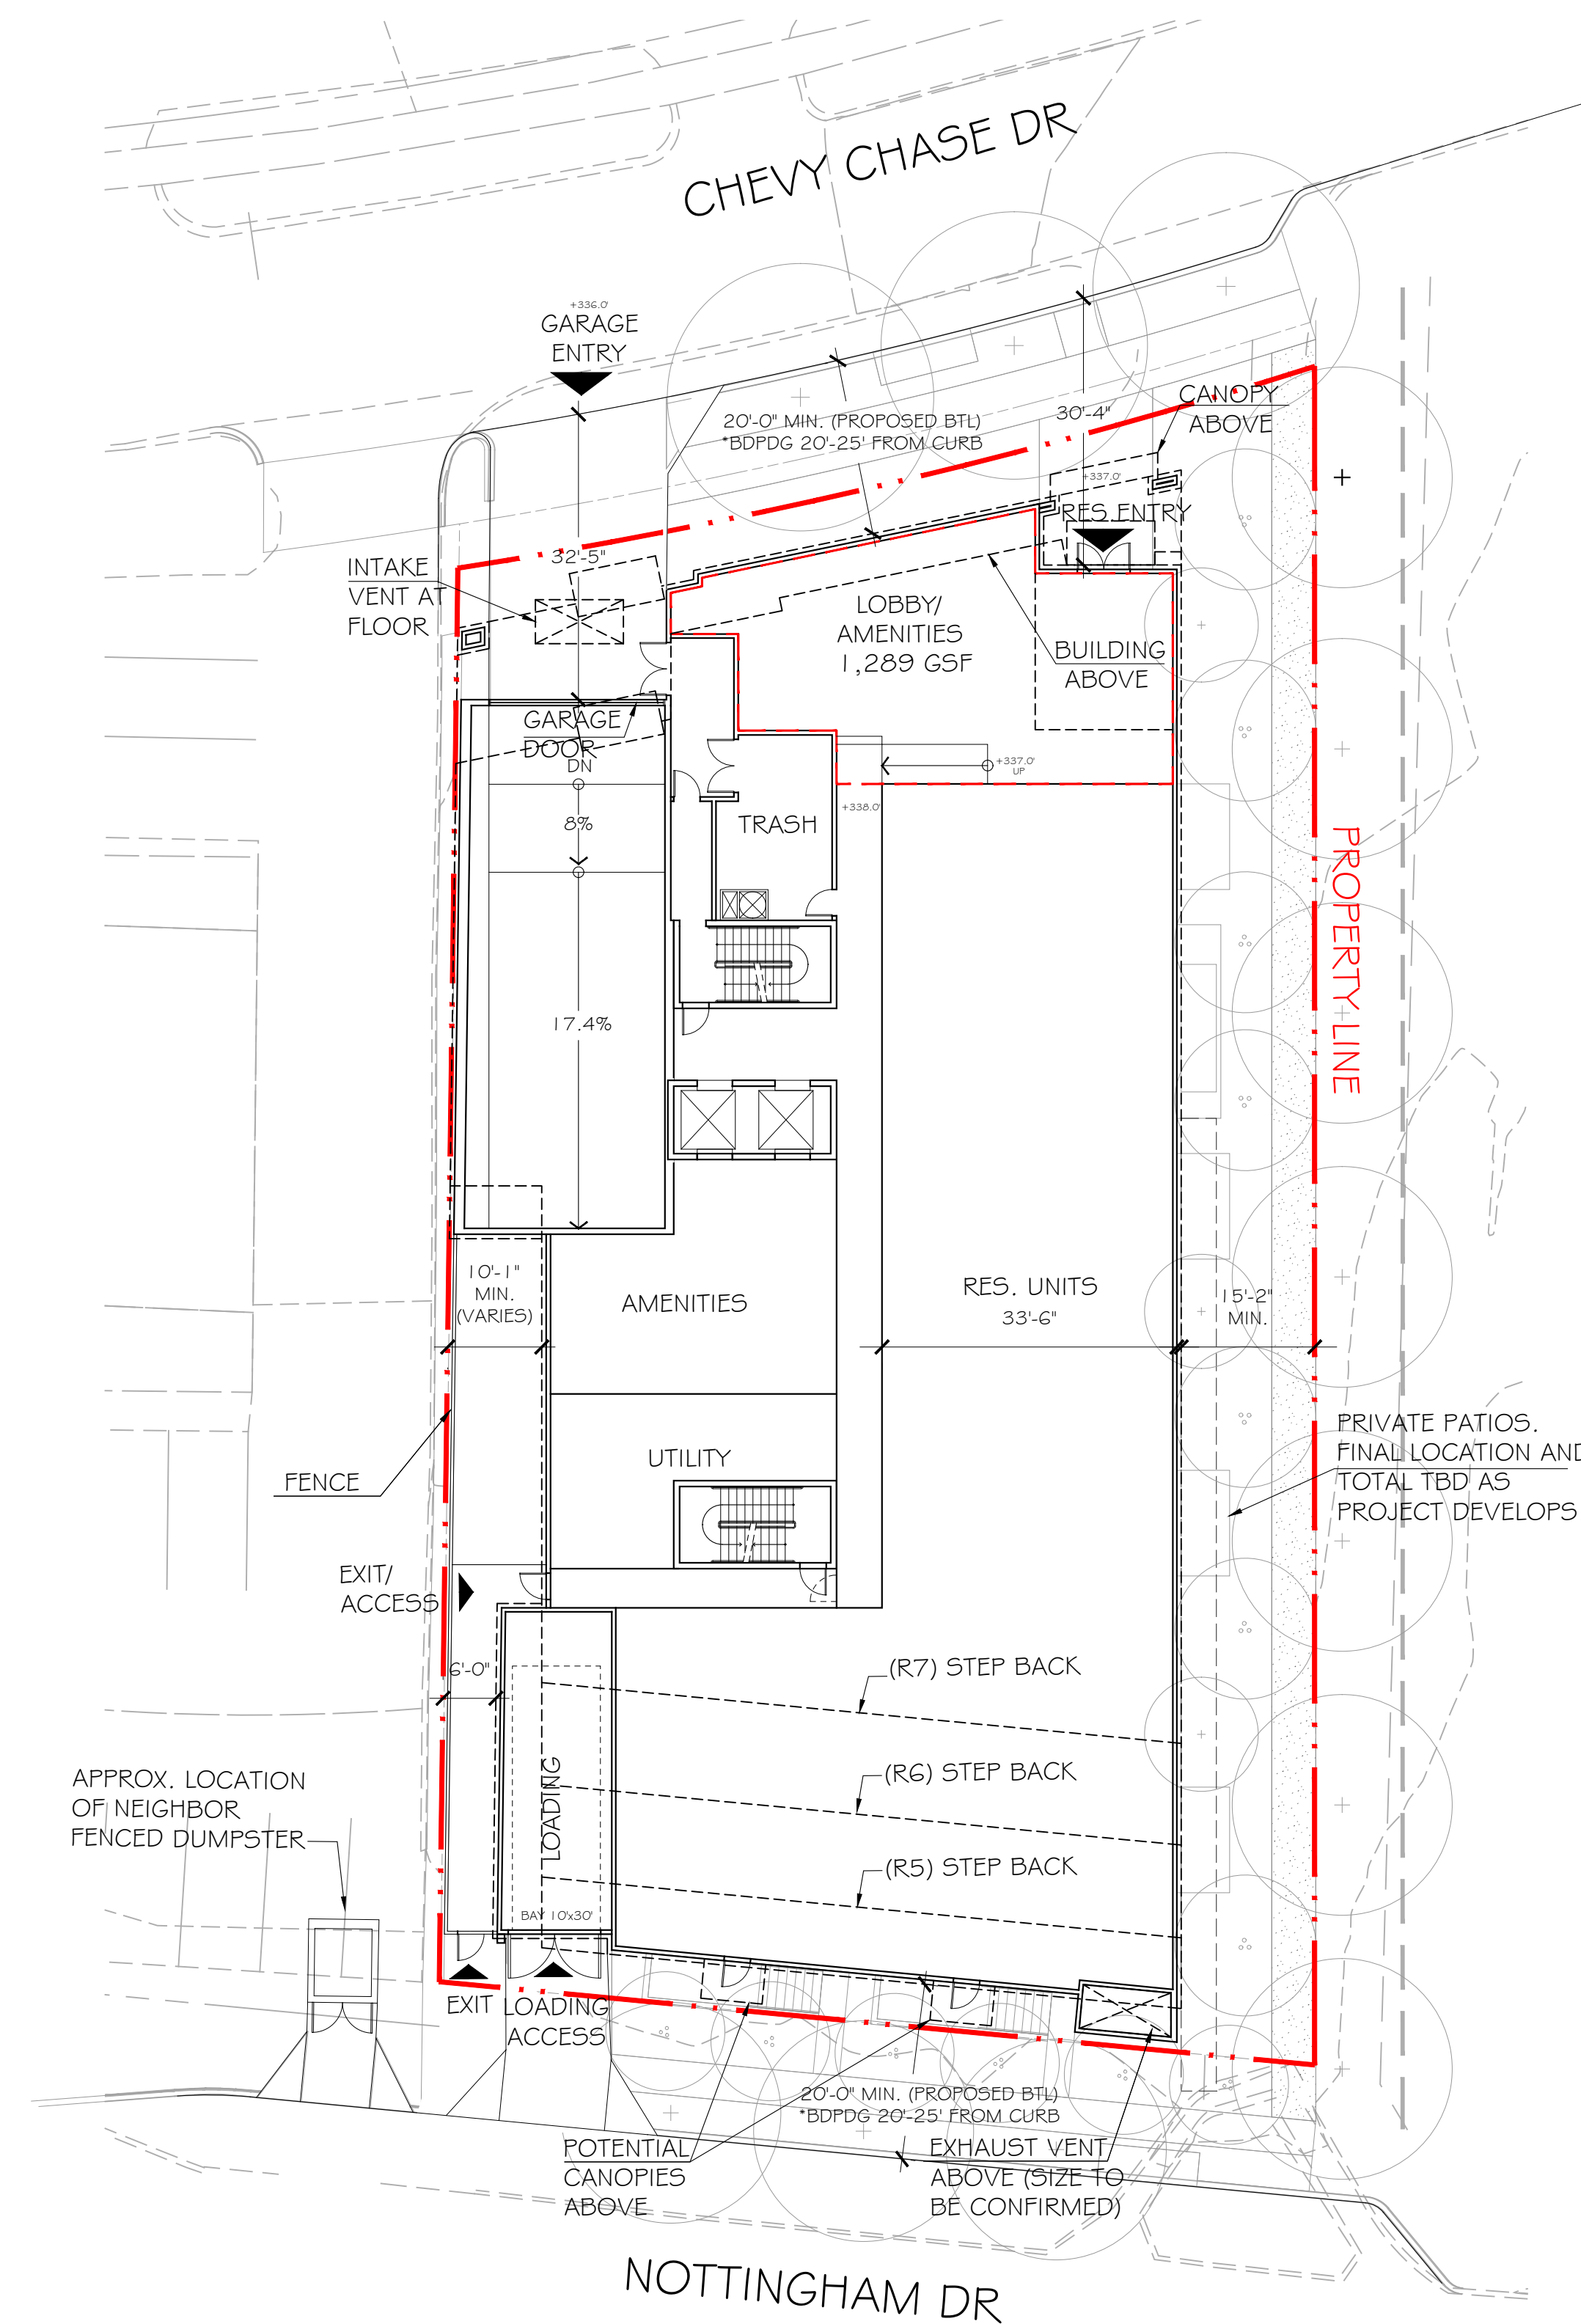 CHEVY CHASE DR
+336.0'
GARAGE
ENTRY
CANOPY
ABOVE
30'-4"
20'-0" MIN. (PROPOSED BTL)
*BDPDG 20'-25' FROM CURB
+337.0'
RES. ENTRY
32'-5"
INTAKE
VENT AT
FLOOR
LOBBY/
AMENITIES
1,289 GSF
BUILDING
ABOVE
GARAGE
DOOR
DN
+337.0'
UP
+338.0'
8%
TRASH
PROPERTY LINE
17.4%
10'-1"
MIN.
(VARIES)
AMENITIES
RES. UNITS
33'-6"
15'-2"
MIN.
PRIVATE PATIOS.
FINAL LOCATION AND
TOTAL TBD AS
PROJECT DEVELOPS
UTILITY
FENCE
EXIT/
ACCESS
6'-0"
(R7) STEP BACK
(R6) STEP BACK
(R5) STEP BACK
LOADING
BAY 10'x30'
APPROX. LOCATION
OF NEIGHBOR
FENCED DUMPSTER
EXIT
LOADING
ACCESS
20'-0" MIN. (PROPOSED BTL)
*BDPDG 20'-25' FROM CURB
POTENTIAL
CANOPIES
ABOVE
EXHAUST VENT
ABOVE (SIZE TO
BE CONFIRMED)
NOTTINGHAM DR